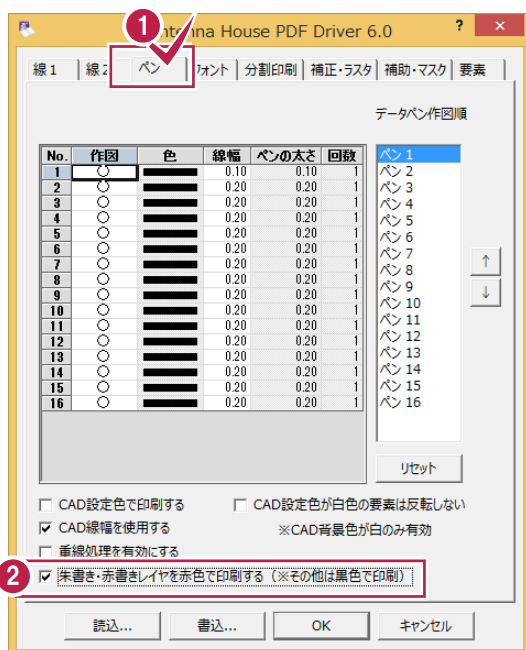 1
Antenna House PDF Driver 6.0 ? ×
線1 線2 ペン フォント 分割印刷 補正・ラスタ 補助・マスク 要素
データペン作図順
No. 作図 色 線幅 ペンの太さ 回数
1 ○ 0.10 0.10 1
2 ○ 0.20 0.20 1
3 ○ 0.20 0.20 1
4 ○ 0.20 0.20 1
5 ○ 0.20 0.20 1
6 ○ 0.20 0.20 1
7 ○ 0.20 0.20 1
8 ○ 0.20 0.20 1
9 ○ 0.20 0.20 1
10 ○ 0.20 0.20 1
11 ○ 0.20 0.20 1
12 ○ 0.20 0.20 1
13 ○ 0.20 0.20 1
14 ○ 0.20 0.20 1
15 ○ 0.20 0.20 1
16 ○ 0.20 0.20 1
ペン 1
ペン 2
ペン 3
ペン 4
ペン 5
ペン 6
ペン 7
ペン 8
ペン 9
ペン 10
ペン 11
ペン 12
ペン 13
ペン 14
ペン 15
ペン 16
↑
↓
リセット
CAD設定色で印刷する CAD設定色が白色の要素は反転しない
CAD線幅を使用する ※CAD背景色が白のみ有効
重線処理を有効にする
2 朱書き・赤書きレイヤを赤色で印刷する（※その他は黒色で印刷）
読込... 書込... OK キャンセル